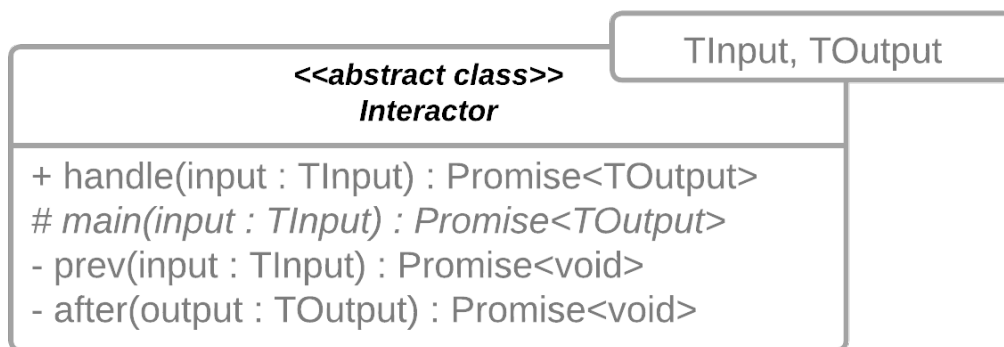 TInput, TOutput
<<abstract class>>
Interactor
+ handle(input : TInput) : Promise<TOutput>
# main(input : TInput) : Promise<TOutput>
- prev(input : TInput) : Promise<void>
- after(output : TOutput) : Promise<void>